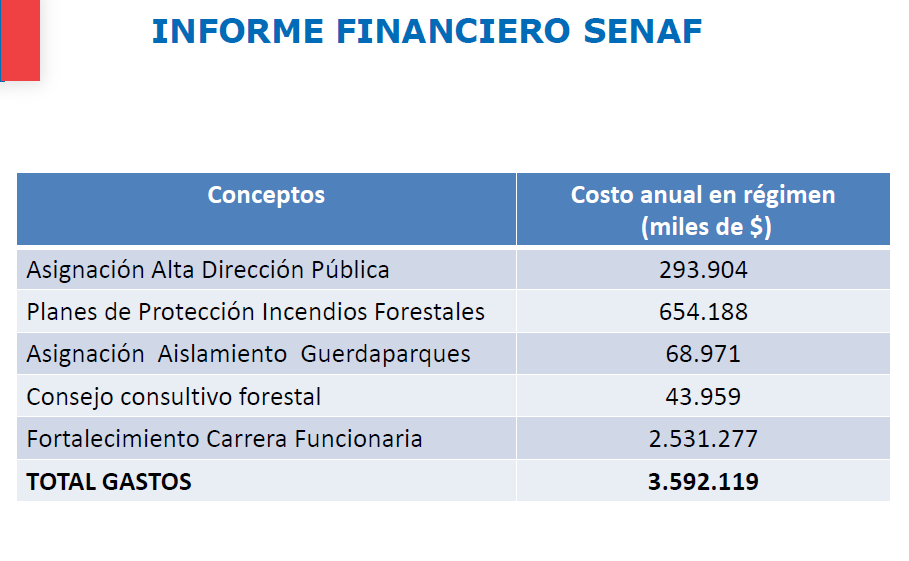 INFORME FINANCIERO SENAF
Conceptos
Costo anual en régimen
(miles de $)
Asignación Alta Dirección Pública 293.904
Planes de Protección Incendios Forestales 654.188
Asignación Aislamiento Guerdaparques 68.971
Consejo consultivo forestal 43.959
Fortalecimiento Carrera Funcionaria 2.531.277
TOTAL GASTOS 3.592.119